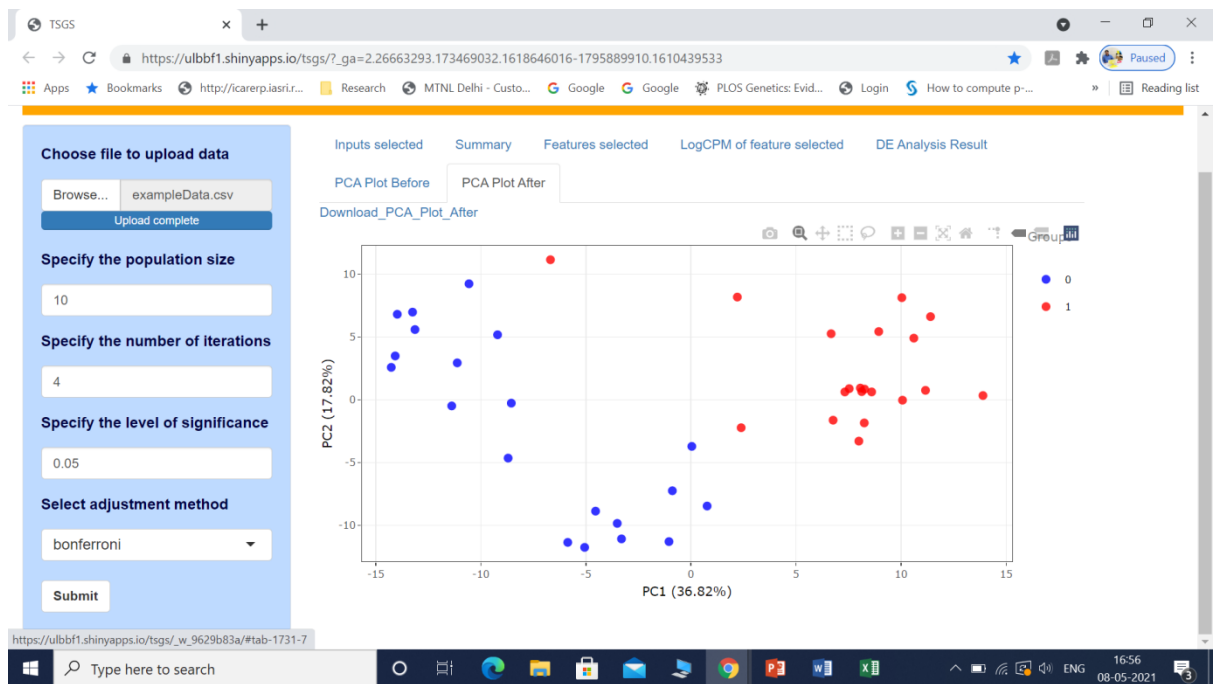 TSGS
https://ulbbf1.shinyapps.io/tsgs/?_ga=2.26663293.173469032.1618646016-1795889910.1610439533
Paused
Apps Bookmarks http://icarerp.iasri.r... Research MTNL Delhi - Custo... Google Google PLOS Genetics: Evid... Login How to compute p-... » Reading list
Choose file to upload data
Browse... exampleData.csv
Upload complete
Specify the population size
10
Specify the number of iterations
4
Specify the level of significance
0.05
Select adjustment method
bonferroni
Submit
Inputs selected Summary Features selected LogCPM of feature selected DE Analysis Result
PCA Plot Before PCA Plot After
Download_PCA_Plot_After
Group
0
1
10
5
0
-5
-10
PC2 (17.82%)
-15 -10 -5 0 5 10 15
PC1 (36.82%)
https://ulbbf1.shinyapps.io/tsgs/_w_9629b83a/#tab-1731-7
Type here to search
ENG
16:56
08-05-2021
3